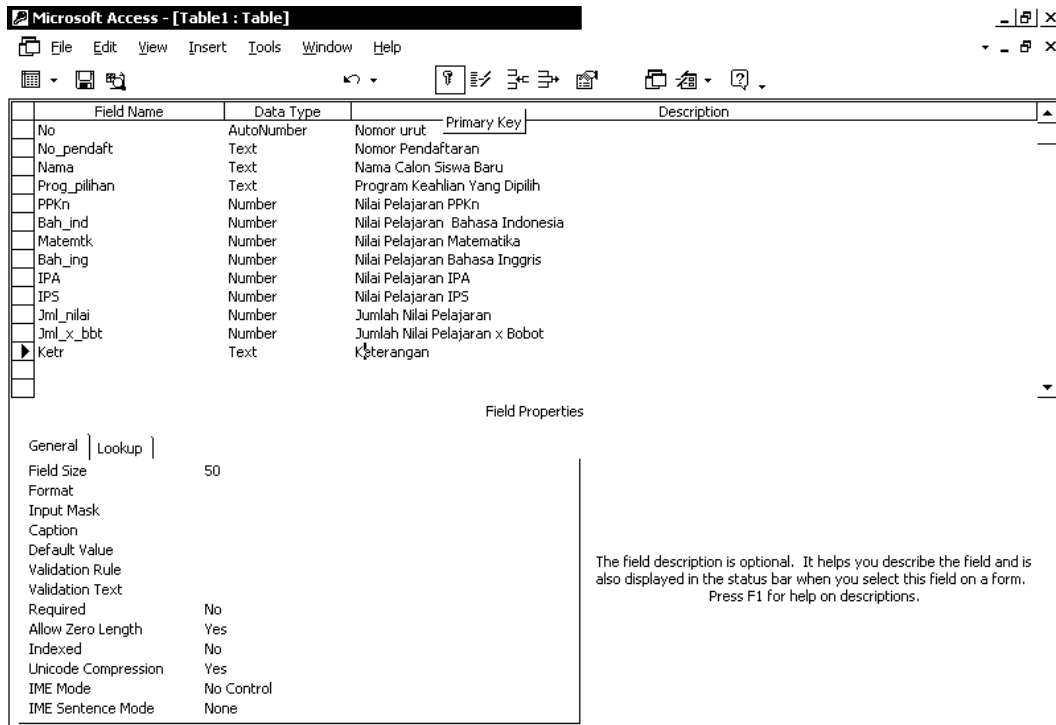 Microsoft Access - [Table1 : Table]
File Edit View Insert Tools Window Help
Field Name Data Type Description
Primary Key
No AutoNumber Nomor urut
No_pendaft Text Nomor Pendaftaran
Nama Text Nama Calon Siswa Baru
Prog_pilihan Text Program Keahlian Yang Dipilih
PPKn Number Nilai Pelajaran PPKn
Bah_ind Number Nilai Pelajaran Bahasa Indonesia
Matemtk Number Nilai Pelajaran Matematika
Bah_ing Number Nilai Pelajaran Bahasa Inggris
IPA Number Nilai Pelajaran IPA
IPS Number Nilai Pelajaran IPS
Jml_nilai Number Jumlah Nilai Pelajaran
Jml_x_bbt Number Jumlah Nilai Pelajaran x Bobot
Ketr Text Keterangan
Field Properties
General Lookup
Field Size 50
Format
Input Mask
Caption
Default Value
Validation Rule
Validation Text
Required No
Allow Zero Length Yes
Indexed No
Unicode Compression Yes
IME Mode No Control
IME Sentence Mode None
The field description is optional. It helps you describe the field and is
also displayed in the status bar when you select this field on a form.
Press F1 for help on descriptions.